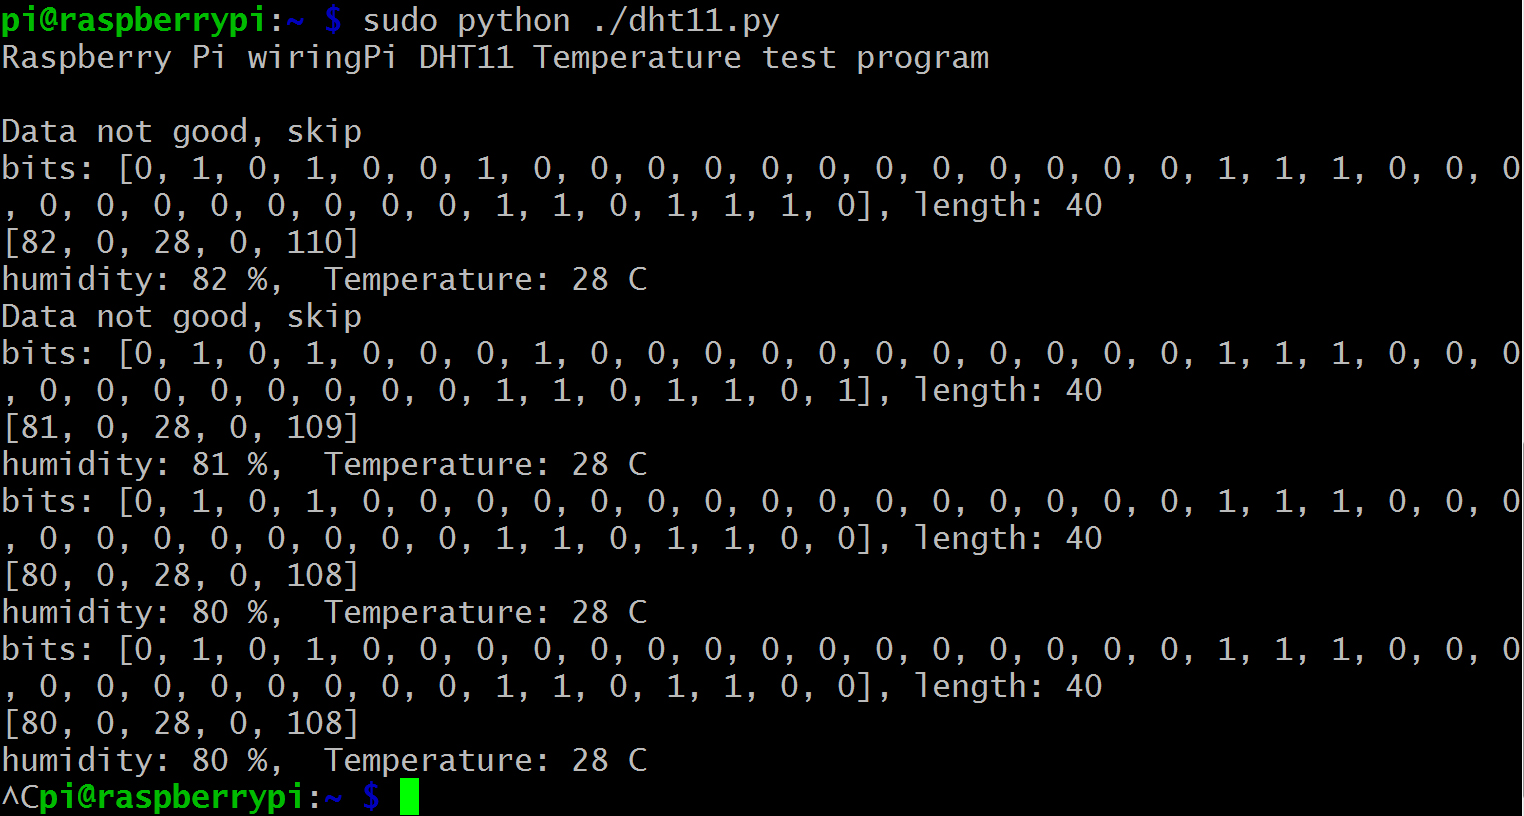 pi@raspberrypi:~ $ sudo python ./dht11.py
Raspberry Pi wiringPi DHT11 Temperature test program
Data not good, skip
bits: [0, 1, 0, 1, 0, 0, 1, 0, 0, 0, 0, 0, 0, 0, 0, 0, 0, 0, 0, 1, 1, 1, 0, 0, 0
, 0, 0, 0, 0, 0, 0, 0, 0, 1, 1, 0, 1, 1, 1, 0], length: 40
[82, 0, 28, 0, 110]
humidity: 82 %,  Temperature: 28 C
Data not good, skip
bits: [0, 1, 0, 1, 0, 0, 0, 1, 0, 0, 0, 0, 0, 0, 0, 0, 0, 0, 0, 1, 1, 1, 0, 0, 0
, 0, 0, 0, 0, 0, 0, 0, 0, 1, 1, 0, 1, 1, 0, 1], length: 40
[81, 0, 28, 0, 109]
humidity: 81 %,  Temperature: 28 C
bits: [0, 1, 0, 1, 0, 0, 0, 0, 0, 0, 0, 0, 0, 0, 0, 0, 0, 0, 0, 1, 1, 1, 0, 0, 0
, 0, 0, 0, 0, 0, 0, 0, 0, 1, 1, 0, 1, 1, 0, 0], length: 40
[80, 0, 28, 0, 108]
humidity: 80 %,  Temperature: 28 C
bits: [0, 1, 0, 1, 0, 0, 0, 0, 0, 0, 0, 0, 0, 0, 0, 0, 0, 0, 0, 1, 1, 1, 0, 0, 0
, 0, 0, 0, 0, 0, 0, 0, 0, 1, 1, 0, 1, 1, 0, 0], length: 40
[80, 0, 28, 0, 108]
humidity: 80 %,  Temperature: 28 C
^Cpi@raspberrypi:~ $